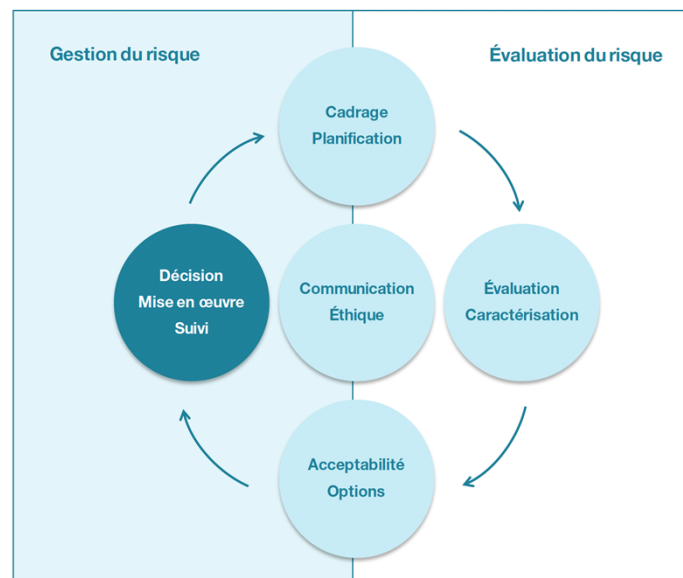 Gestion du risque
Évaluation du risque
Cadrage
Planification
Décision
Mise en œuvre
Suivi
Communication
Éthique
Évaluation
Caractérisation
Acceptabilité
Options